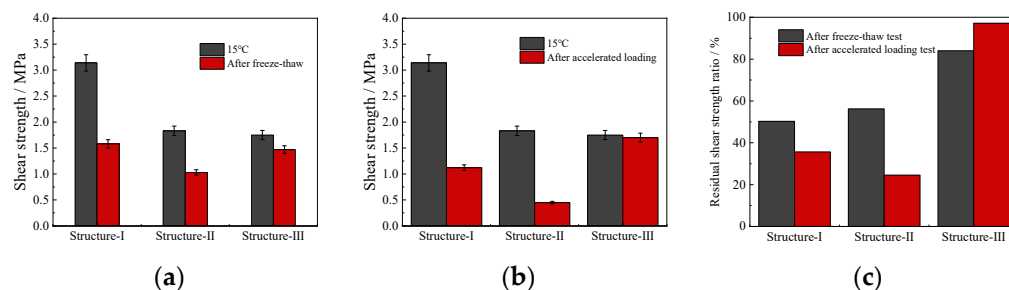 Shear strength / MPa
4.0
3.5
3.0
2.5
2.0
1.5
1.0
0.5
0.0
15℃
After freeze-thaw
Structure-I Structure-II Structure-III
(a)
Shear strength / MPa
4.0
3.5
3.0
2.5
2.0
1.5
1.0
0.5
0.0
15℃
After accelerated loading
Structure-I Structure-II Structure-III
(b)
Residual shear strength ratio / %
100
80
60
40
20
0
After freeze-thaw test
After accelerated loading test
Structure-I Structure-II Structure-III
(c)